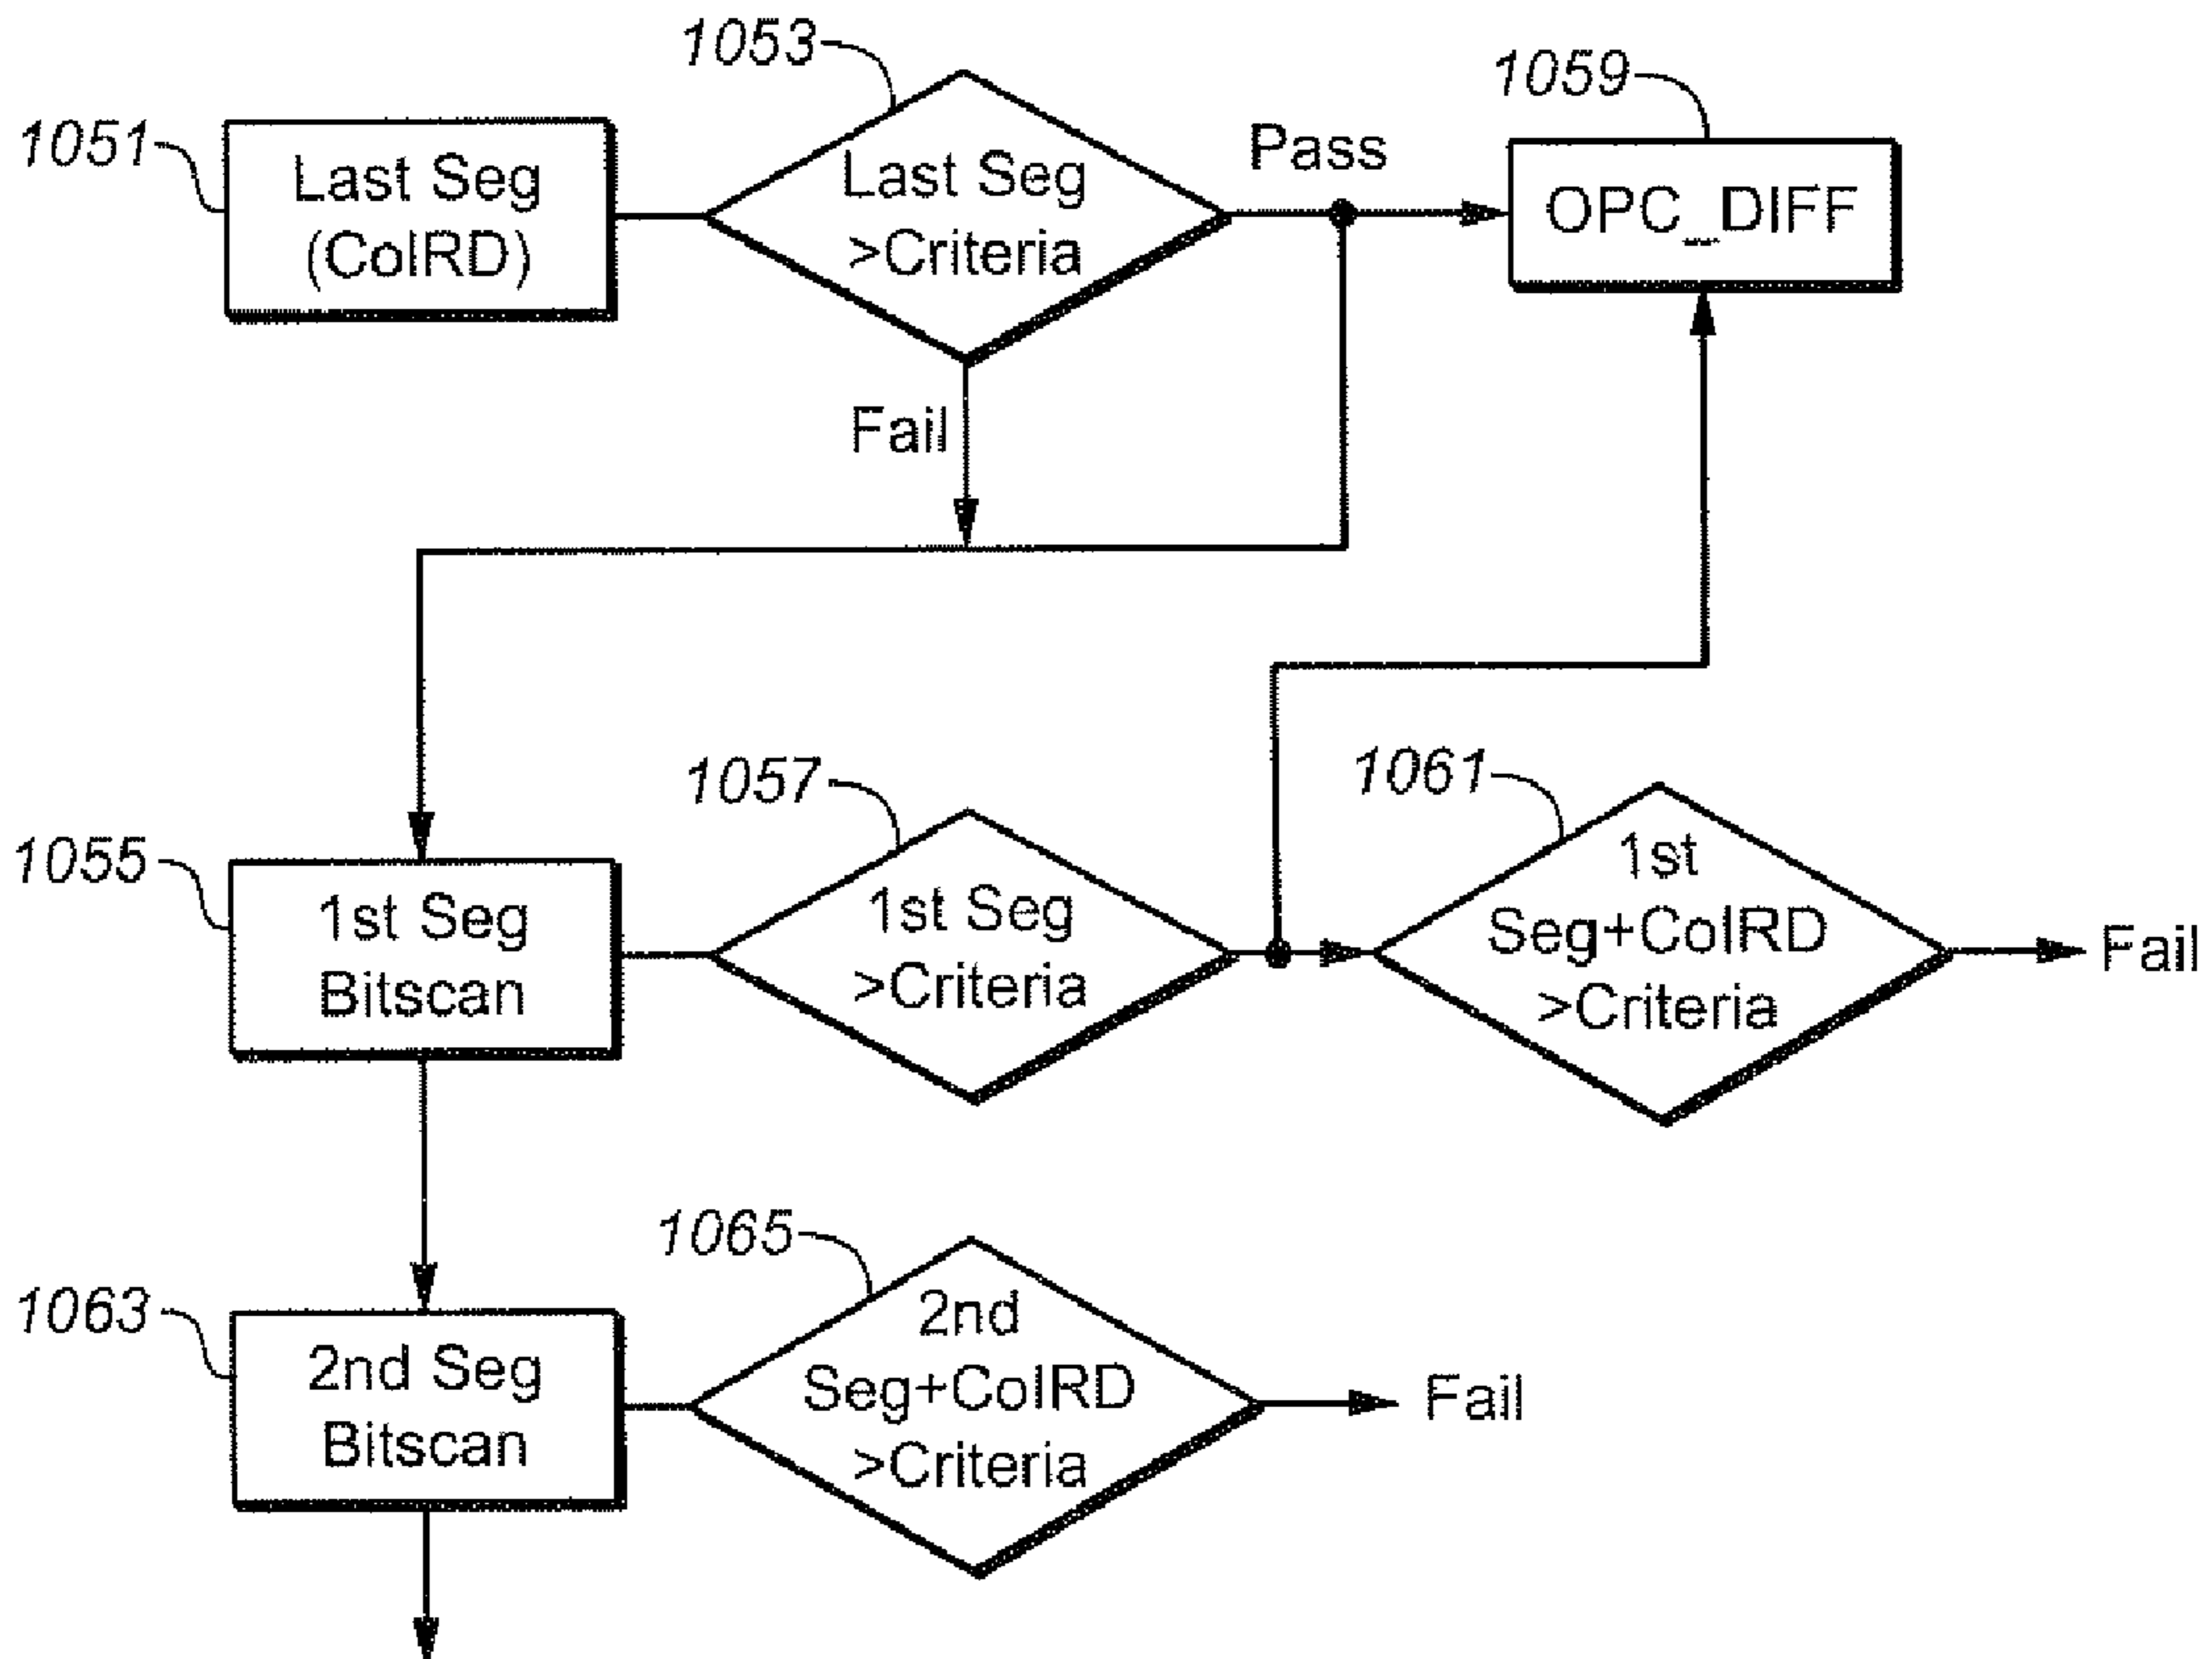 1053
1059
1051
Last Seg
(ColRD)
Last Seg
>Criteria
Pass
OPC_DIFF
Fail
1057
1061
1055
1st Seg
Bitscan
1st Seg
>Criteria
1st
Seg+ColRD
>Criteria
Fail
1065
1063
2nd Seg
Bitscan
2nd
Seg+ColRD
>Criteria
Fail